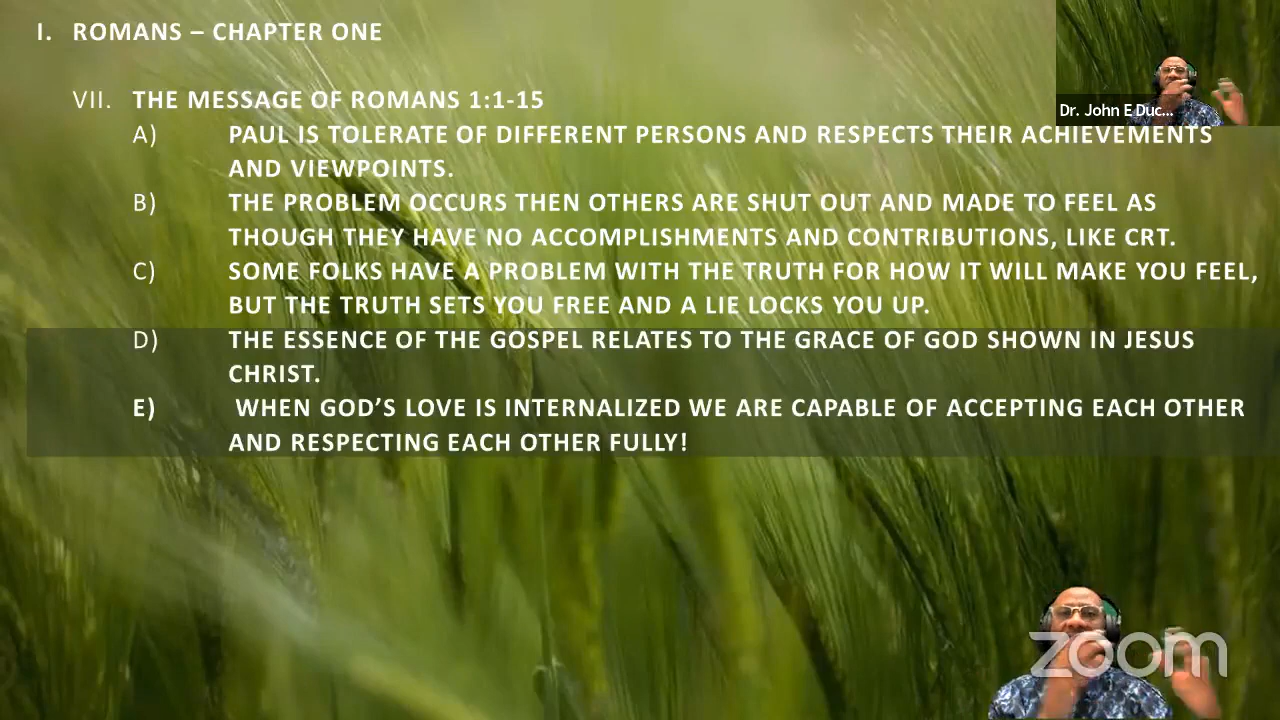 I. ROMANS – CHAPTER ONE
VII. THE MESSAGE OF ROMANS 1:1-15
A) PAUL IS TOLERATE OF DIFFERENT PERSONS AND RESPECTS THEIR ACHIEVEMENTS
AND VIEWPOINTS.
B) THE PROBLEM OCCURS THEN OTHERS ARE SHUT OUT AND MADE TO FEEL AS
THOUGH THEY HAVE NO ACCOMPLISHMENTS AND CONTRIBUTIONS, LIKE CRT.
C) SOME FOLKS HAVE A PROBLEM WITH THE TRUTH FOR HOW IT WILL MAKE YOU FEEL,
BUT THE TRUTH SETS YOU FREE AND A LIE LOCKS YOU UP.
D) THE ESSENCE OF THE GOSPEL RELATES TO THE GRACE OF GOD SHOWN IN JESUS
CHRIST.
E) WHEN GOD’S LOVE IS INTERNALIZED WE ARE CAPABLE OF ACCEPTING EACH OTHER
AND RESPECTING EACH OTHER FULLY!
Dr. John E Duc...
zoom